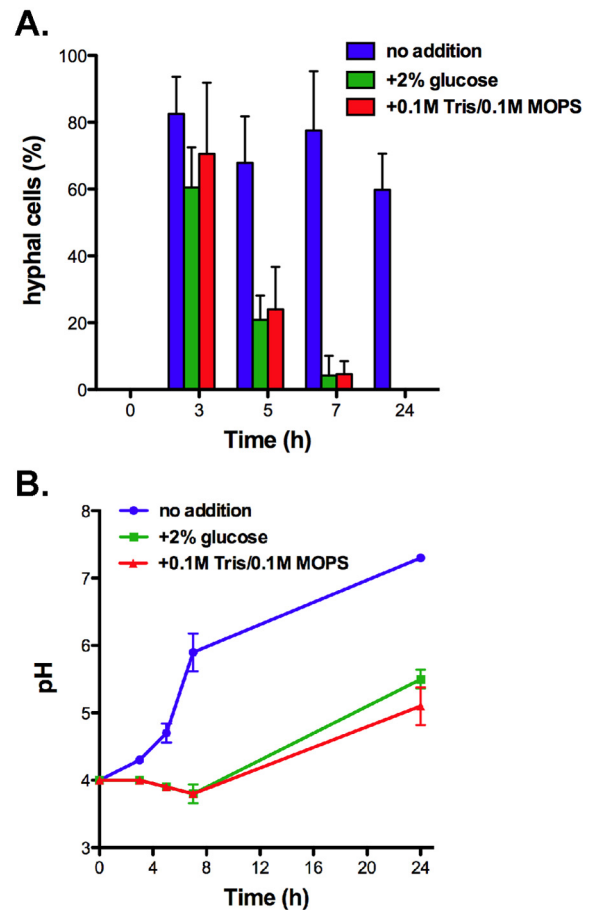 A.
no addition
+2% glucose
+0.1M Tris/0.1M MOPS
100
80
60
40
20
0
hyphal cells (%)
0 3 5 7 24
Time (h)
B.
no addition
+2% glucose
+0.1M Tris/0.1M MOPS
8
7
6
5
4
3
pH
0 4 8 12 16 20 24
Time (h)